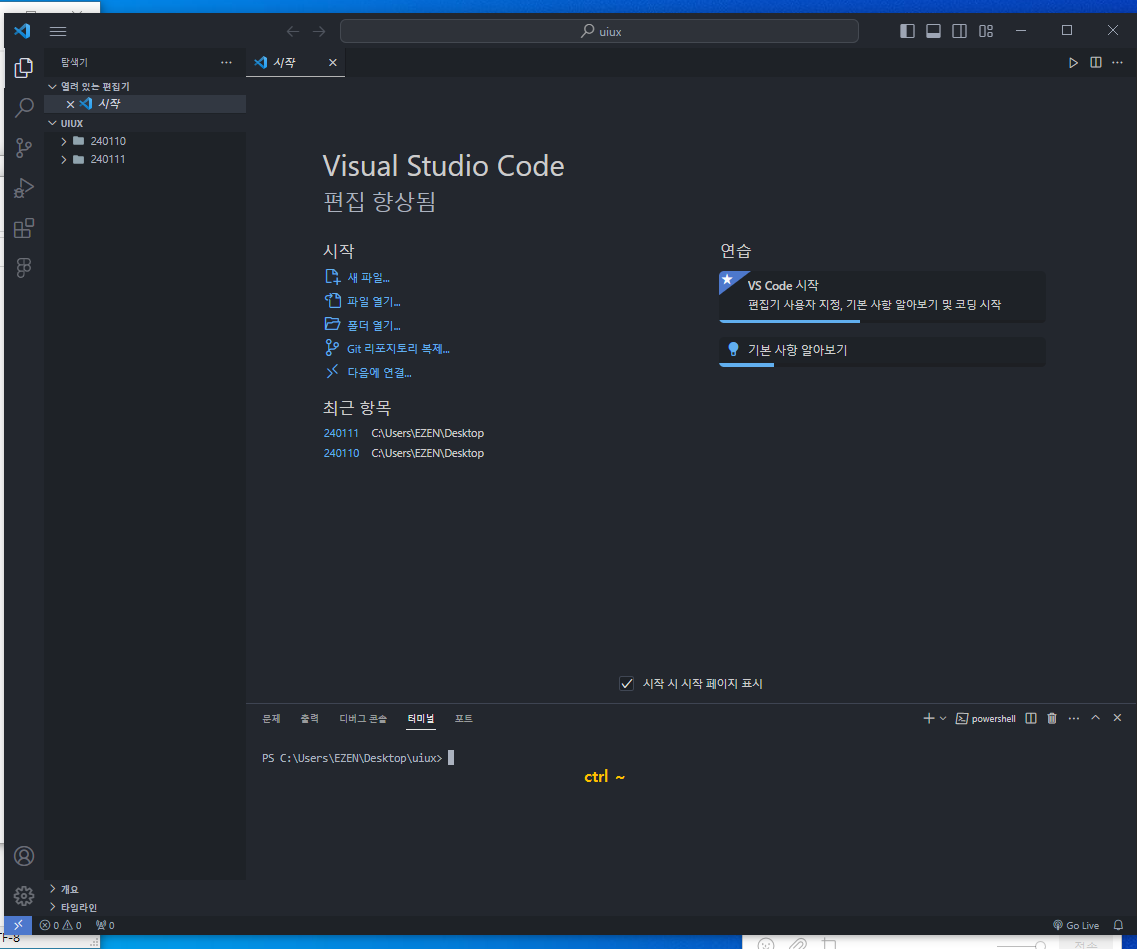 uiux
탐색기
시작
열려 있는 편집기
시작
UIUX
240110
240111
Visual Studio Code
편집 향상됨
시작
새 파일...
파일 열기...
폴더 열기...
Git 리포지토리 복제...
다음에 연결...
최근 항목
240111 C:\Users\EZEN\Desktop
240110 C:\Users\EZEN\Desktop
연습
VS Code 시작
편집기 사용자 지정, 기본 사항 알아보기 및 코딩 시작
기본 사항 알아보기
시작 시 시작 페이지 표시
문제 출력 디버그 콘솔 터미널 포트
powershell
PS C:\Users\EZEN\Desktop\uiux>
ctrl ~
개요
타임라인
0 0 0
Go Live
TF-8
전송